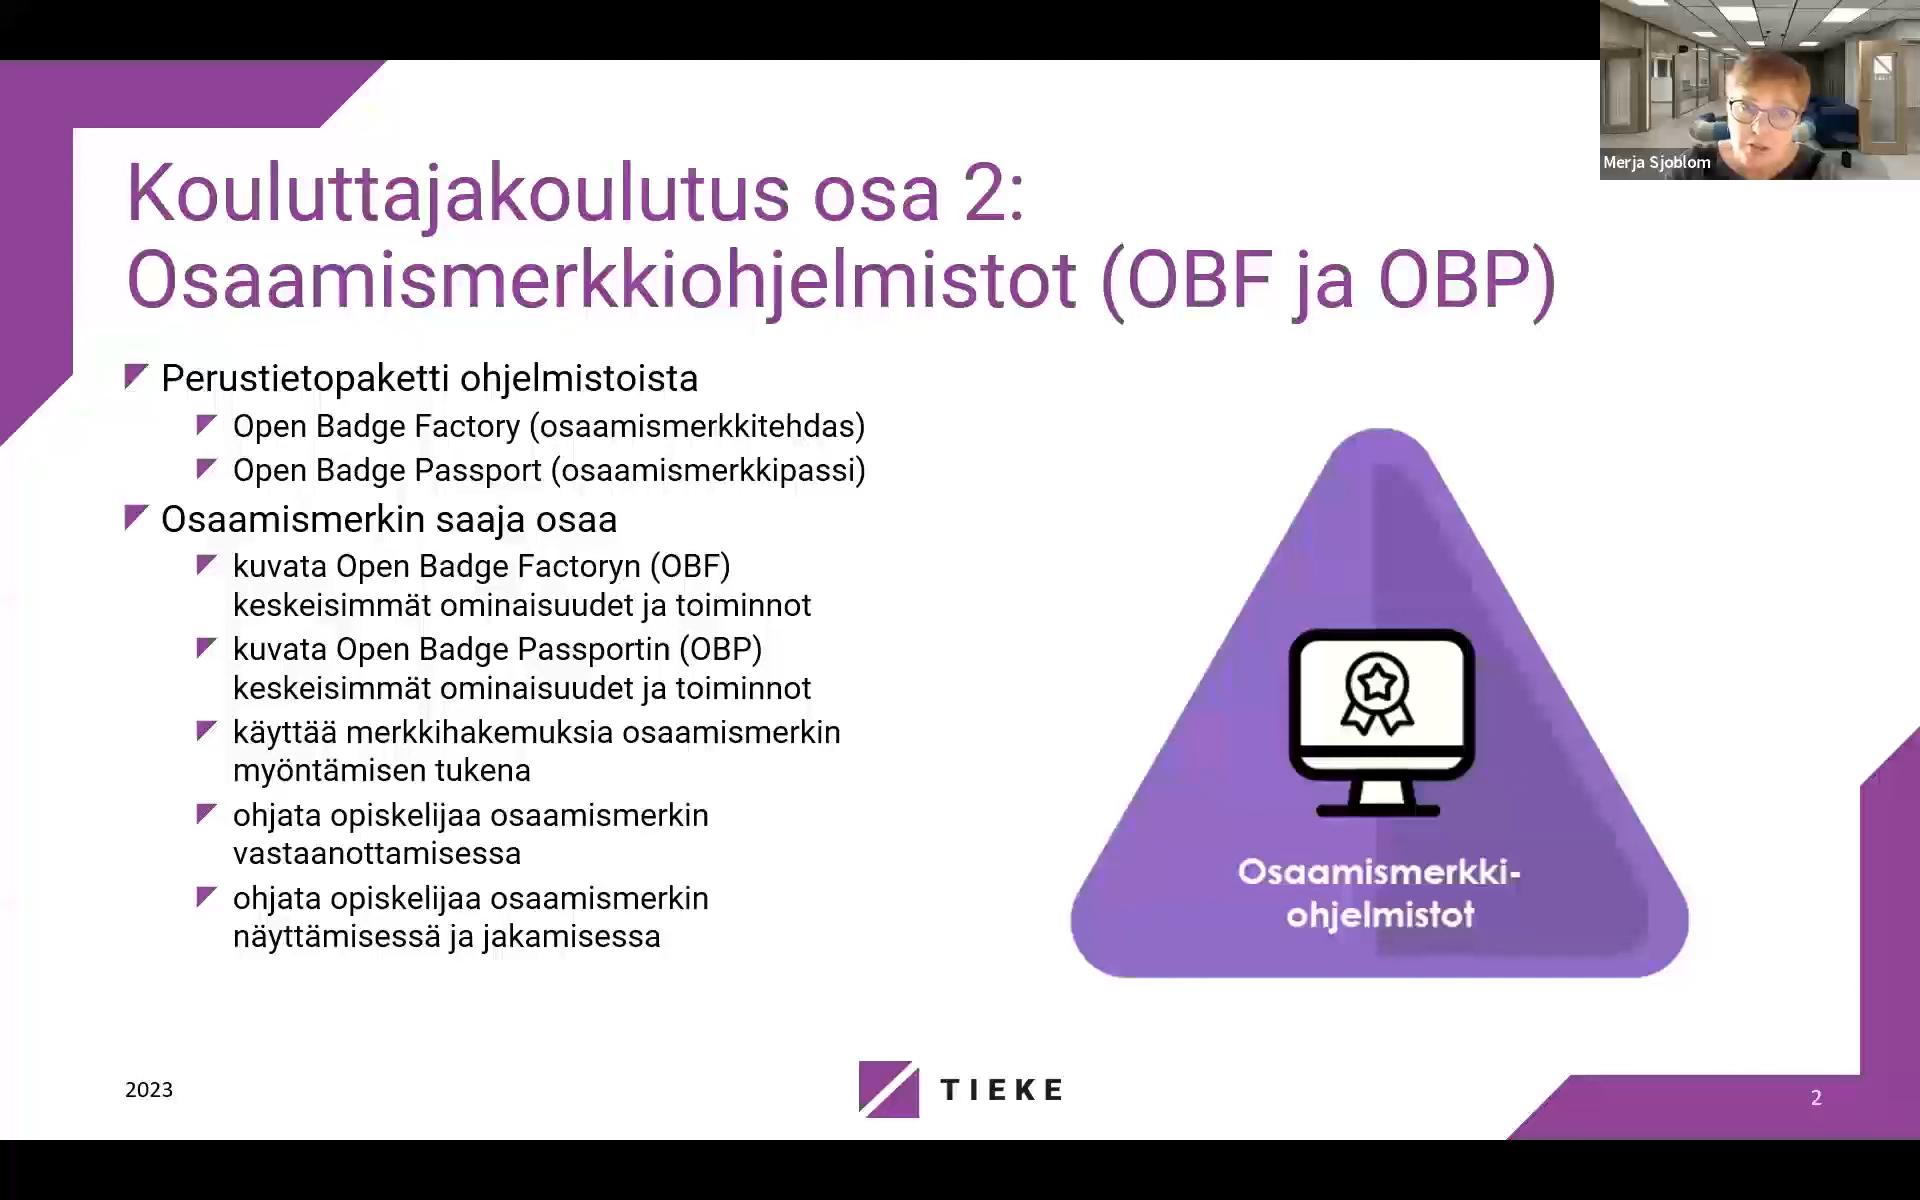 Merja Sjoblom
Kouluttajakoulutus osa 2:
Osaamismerkkiohjelmistot (OBF ja OBP)
Perustietopaketti ohjelmistoista
Open Badge Factory (osaamismerkkitehdas)
Open Badge Passport (osaamismerkkipassi)
Osaamismerkin saaja osaa
kuvata Open Badge Factoryn (OBF)
keskeisimmät ominaisuudet ja toiminnot
kuvata Open Badge Passportin (OBP)
keskeisimmät ominaisuudet ja toiminnot
käyttää merkkihakemuksia osaamismerkin
myöntämisen tukena
ohjata opiskelijaa osaamismerkin
vastaanottamisessa
ohjata opiskelijaa osaamismerkin
näyttämisessä ja jakamisessa
Osaamismerkki-
ohjelmistot
2023
TIEKE
2